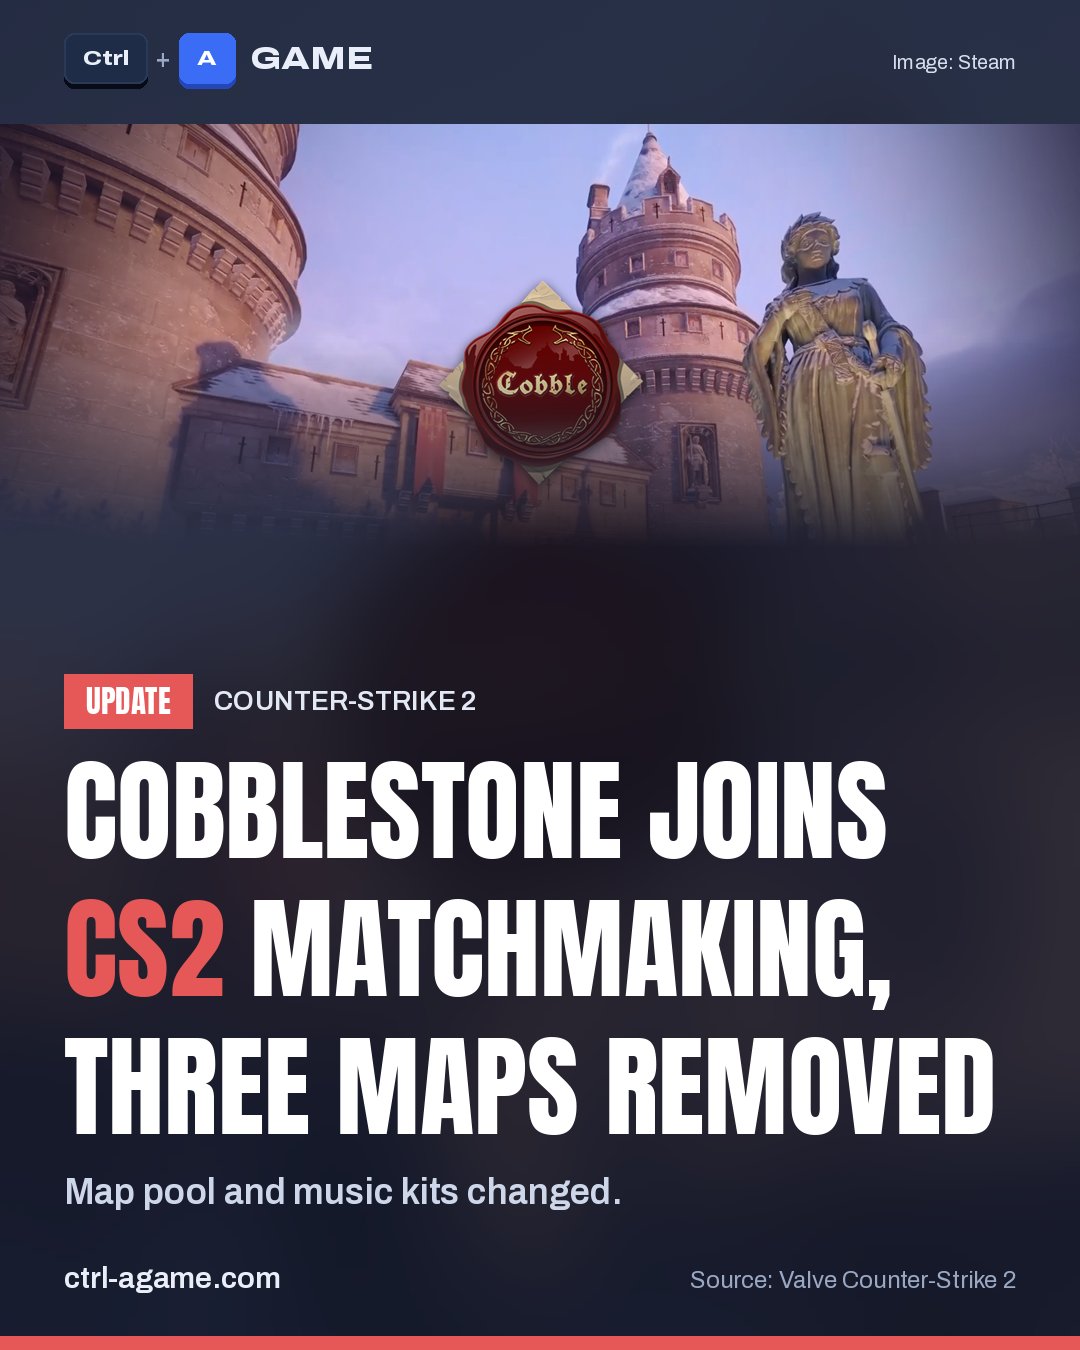 Ctrl + A GAME
Image: Steam
Cobble
UPDATE COUNTER-STRIKE 2
COBBLESTONE JOINS
CS2 MATCHMAKING,
THREE MAPS REMOVED
Map pool and music kits changed.
ctrl-agame.com
Source: Valve Counter-Strike 2